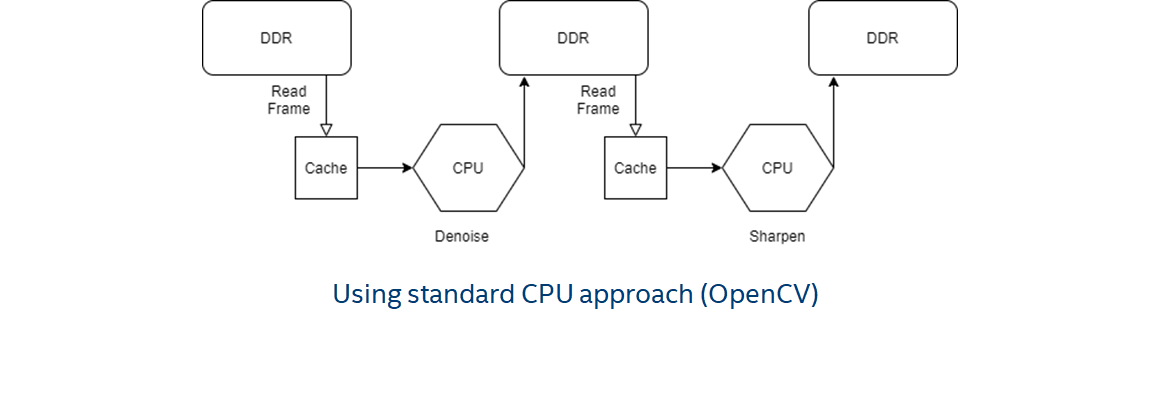 DDR
DDR
DDR
Read
Frame
Read
Frame
Cache
CPU
Cache
CPU
Denoise
Sharpen
Using standard CPU approach (OpenCV)